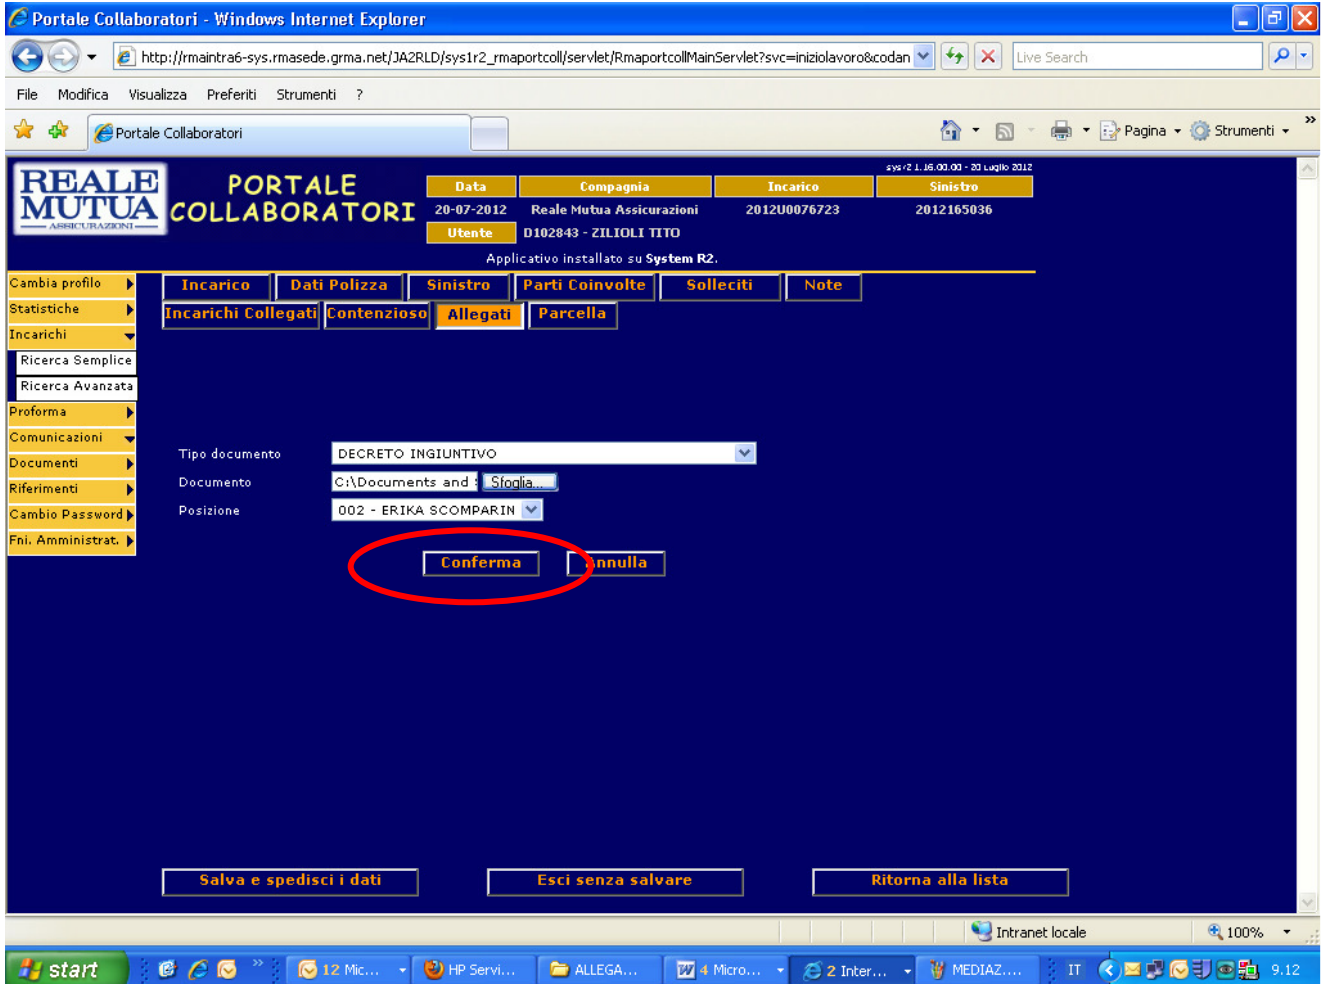 Portale Collaboratori - Windows Internet Explorer
http://rmaintra6-sys.rmasede.grma.net/JA2RLD/sys1r2_rmaportcoll/servlet/RmaportcollMainServlet?svc=iniziolavoro&codan
Live Search
File Modifica Visualizza Preferiti Strumenti ?
Portale Collaboratori
Pagina Strumenti »
sysr2 1.16.00.00 - 20 Luglio 2012
REALE MUTUA ASSICURAZIONI
PORTALE COLLABORATORI
Data Compagnia Incarico Sinistro
20-07-2012 Reale Mutua Assicurazioni 2012U0076723 2012165036
Utente D102843 - ZILIOLI TITO
Applicativo installato su System R2.
Cambia profilo
Statistiche
Incarichi
Ricerca Semplice
Ricerca Avanzata
Proforma
Comunicazioni
Documenti
Riferimenti
Cambio Password
Fni. Amministrat.
Incarico Dati Polizza Sinistro Parti Coinvolte Solleciti Note
Incarichi Collegati Contenzioso Allegati Parcella
Tipo documento DECRETO INGIUNTIVO
Documento C:\Documents and Sfoglia...
Posizione 002 - ERIKA SCOMPARIN
Conferma Annulla
Salva e spedisci i dati Esci senza salvare Ritorna alla lista
Intranet locale 100%
start » 12 Mic... HP Servi... ALLEGA... 4 Micro... 2 Inter... MEDIAZ.... IT 9.12